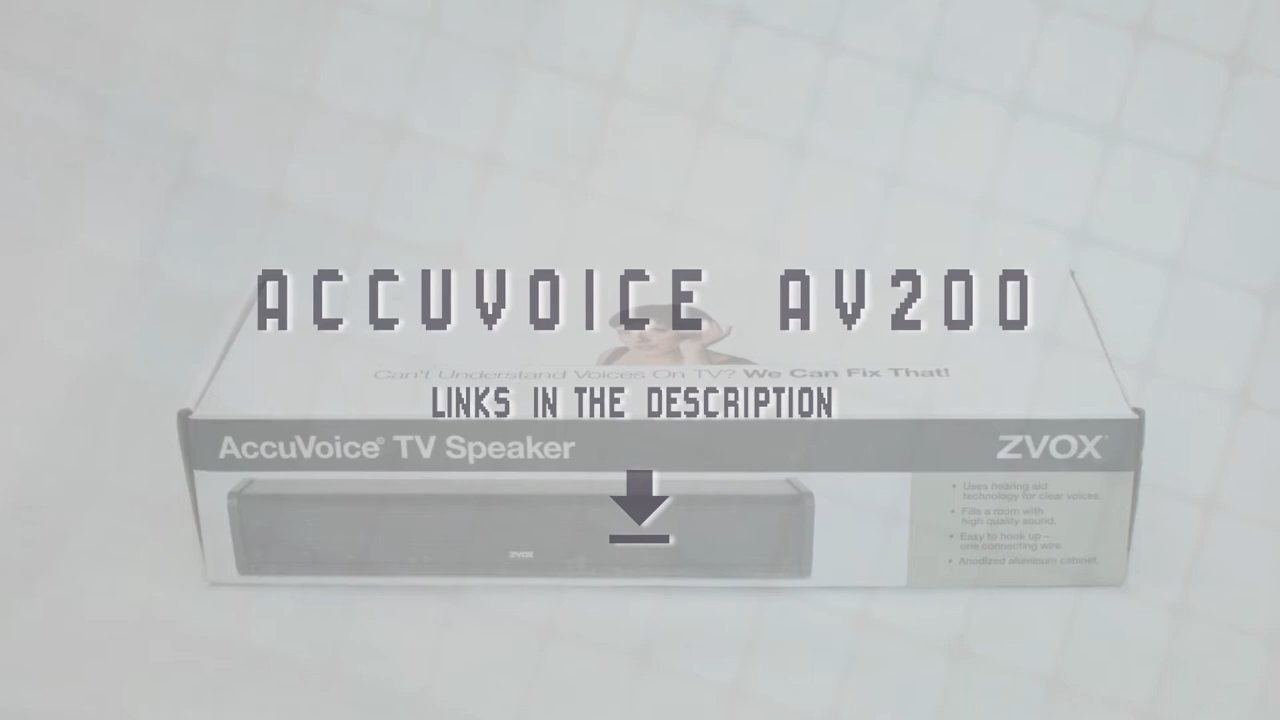 ACCUVOICE AV200
Can't Understand Voices On TV? We Can Fix That!
LINKS IN THE DESCRIPTION
AccuVoice® TV Speaker
ZVOX
ZVOX
• Uses hearing aid
technology for clear voices.
• Fills a room with
high quality sound.
• Easy to hook up –
one connecting wire.
• Anodized aluminum cabinet.